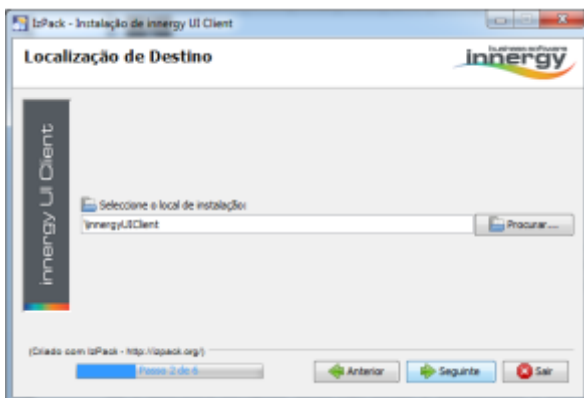 IzPack - Instalação de innergy UI Client
Localização de Destino
business software
innergy
innergy UI Client
Seleccione o local de instalação:
\innergyUIClient
Procurar ...
(Criado com IzPack - http://izpack.org/)
Passo 2 de 6
Anterior
Seguinte
Sair